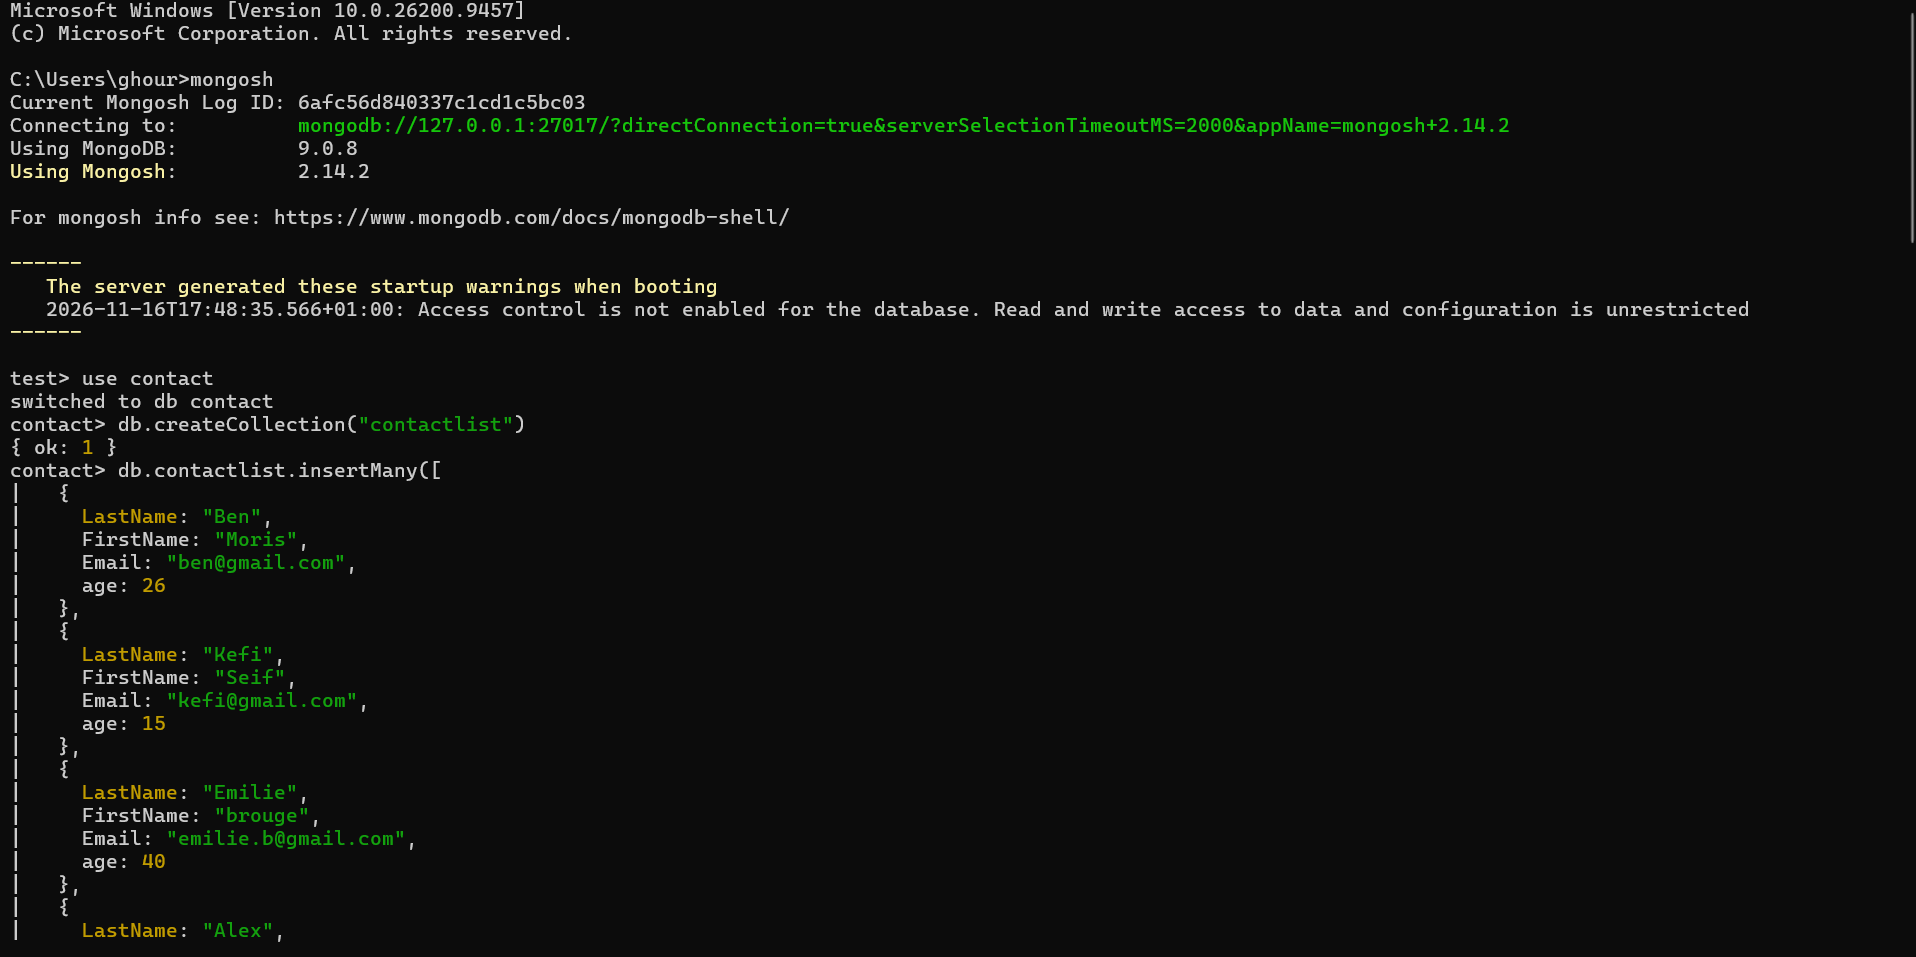 Microsoft Windows [Version 10.0.26200.9457]
(c) Microsoft Corporation. All rights reserved.
C:\Users\ghour>mongosh
Current Mongosh Log ID: 6afc56d840337c1cd1c5bc03
Connecting to:          mongodb://127.0.0.1:27017/?directConnection=true&serverSelectionTimeoutMS=2000&appName=mongosh+2.14.2
Using MongoDB:          9.0.8
Using Mongosh:          2.14.2
For mongosh info see: https://www.mongodb.com/docs/mongodb-shell/
------
   The server generated these startup warnings when booting
   2026-11-16T17:48:35.566+01:00: Access control is not enabled for the database. Read and write access to data and configuration is unrestricted
------
test> use contact
switched to db contact
contact> db.createCollection("contactlist")
{ ok: 1 }
contact> db.contactlist.insertMany([
|   {
|     LastName: "Ben",
|     FirstName: "Moris",
|     Email: "ben@gmail.com",
|     age: 26
|   },
|   {
|     LastName: "Kefi",
|     FirstName: "Seif",
|     Email: "kefi@gmail.com",
|     age: 15
|   },
|   {
|     LastName: "Emilie",
|     FirstName: "brouge",
|     Email: "emilie.b@gmail.com",
|     age: 40
|   },
|   {
|     LastName: "Alex",